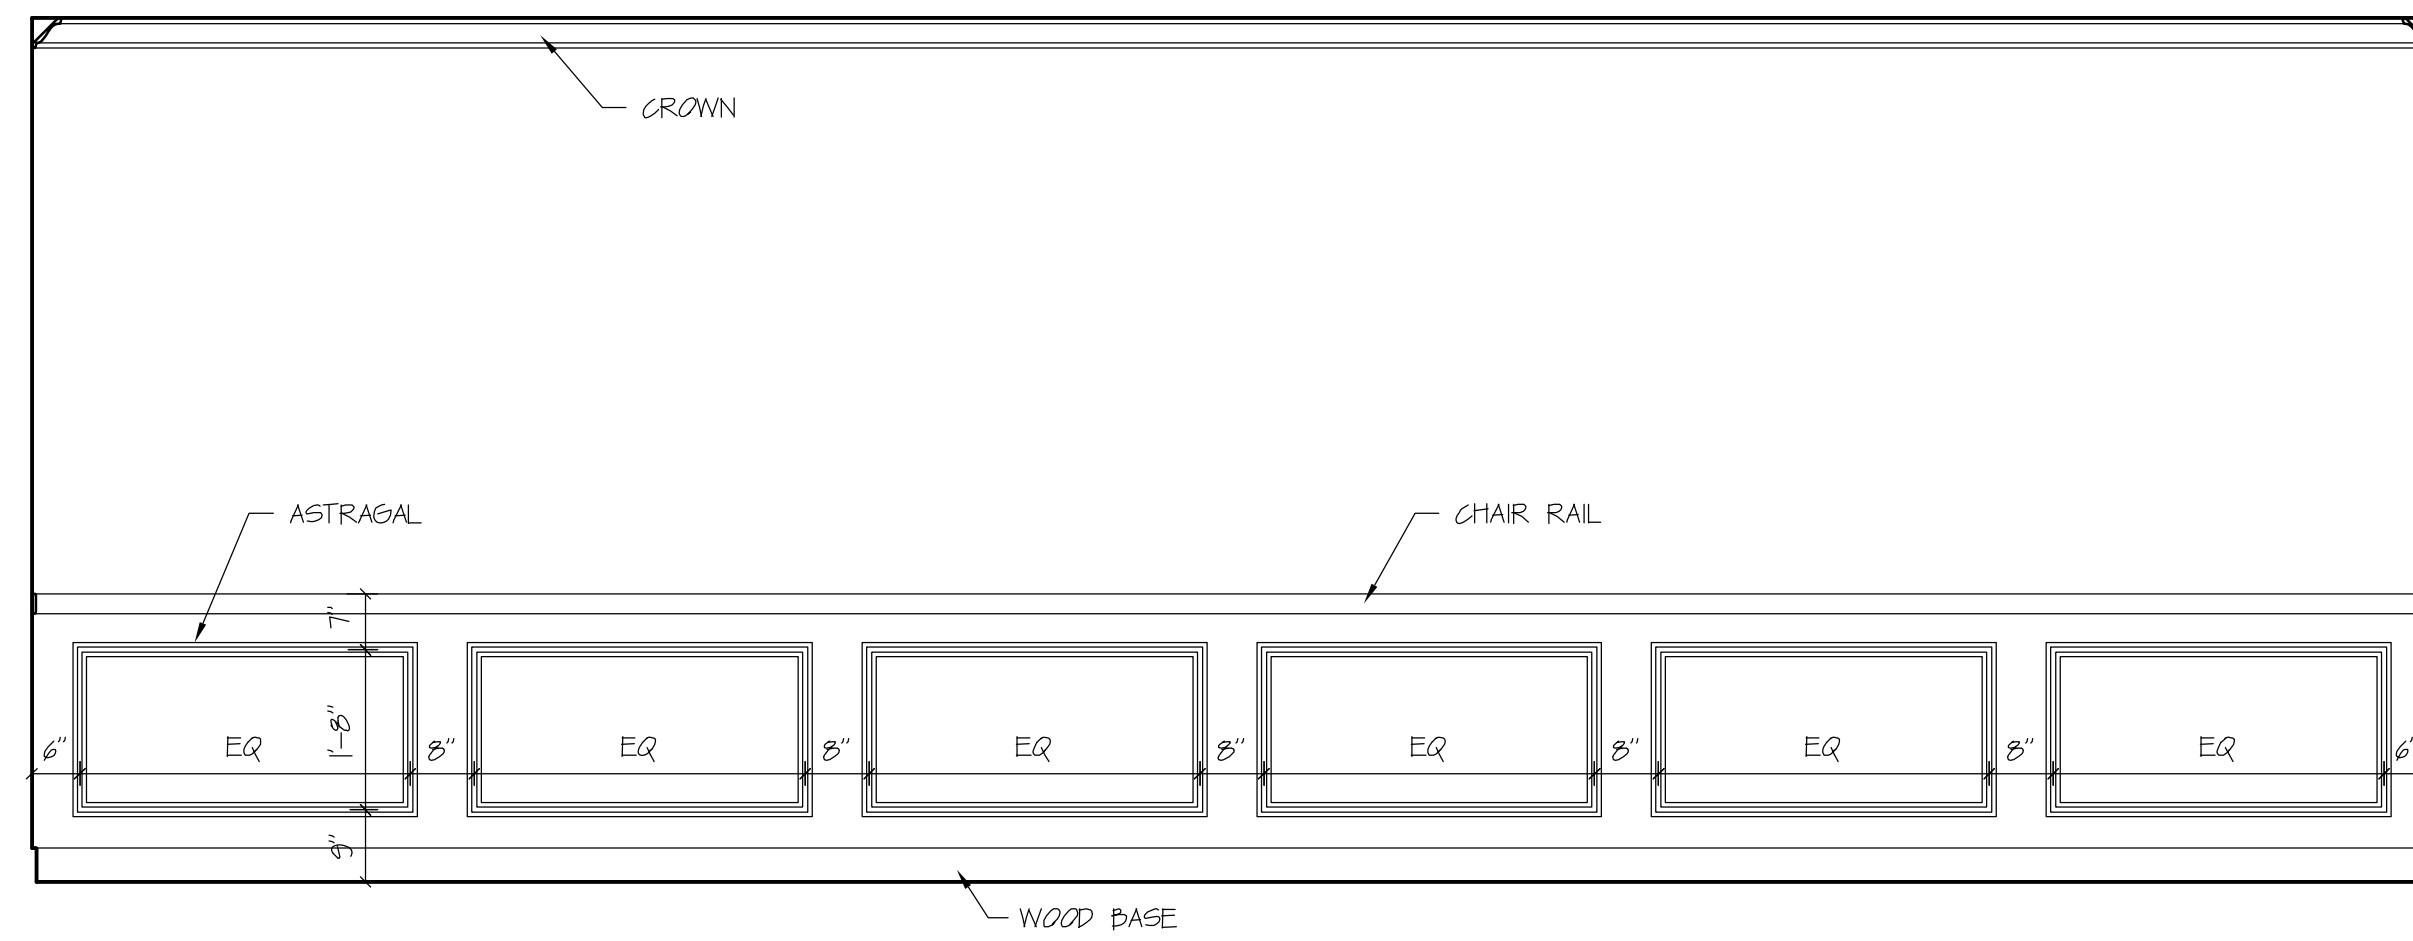 CROWN
ASTRAGAL
CHAIR RAIL
7"
1'-8"
6" EQ 8" EQ 8" EQ 8" EQ 8" EQ 8" EQ 6"
9"
WOOD BASE